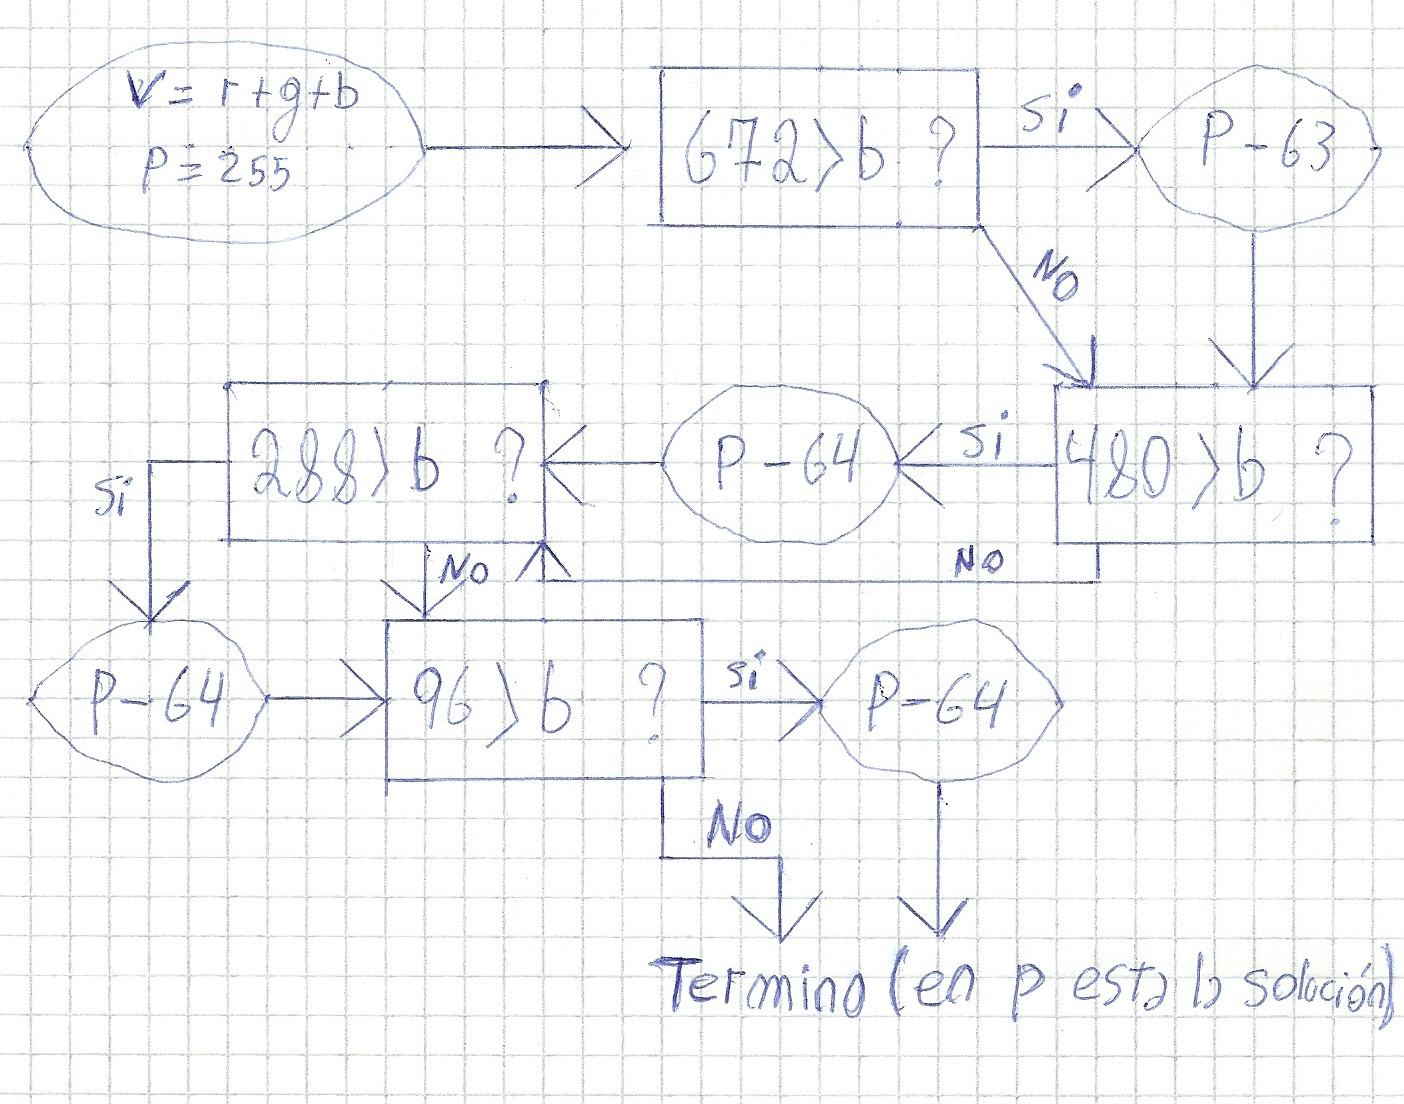 V = r+g+b
P = 255
672>b ?
si
P-63
NO
480>b ?
si
P-64
288>b ?
si
NO
NO
P-64
96>b ?
si
P-64
NO
Termino (en p esta la solución)